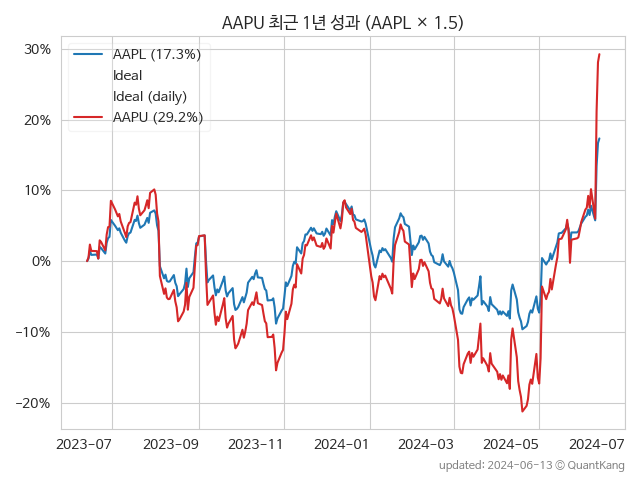 AAPU 최근 1년 성과 (AAPL × 1.5)
AAPL (17.3%)
Ideal
Ideal (daily)
AAPU (29.2%)
30%
20%
10%
0%
−10%
−20%
2023-07
2023-09
2023-11
2024-01
2024-03
2024-05
2024-07
updated: 2024-06-13 © QuantKang